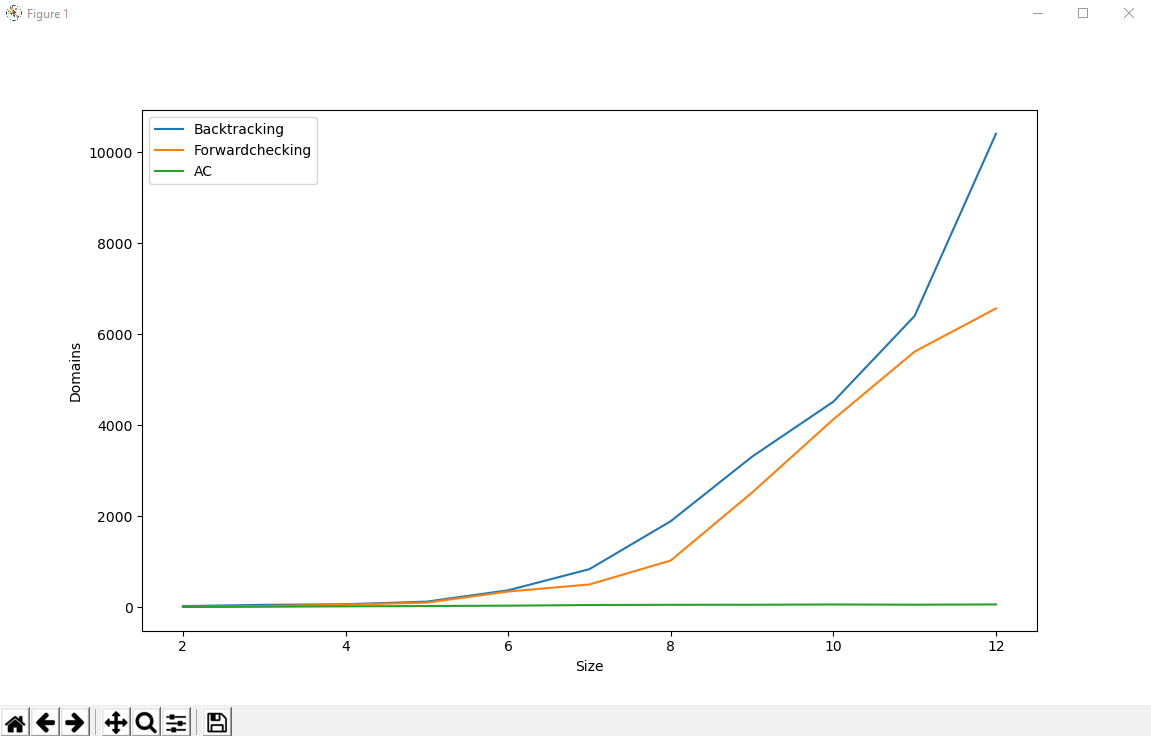 Figure 1
Backtracking
Forwardchecking
AC
10000
8000
6000
4000
2000
0
Domains
2 4 6 8 10 12
Size